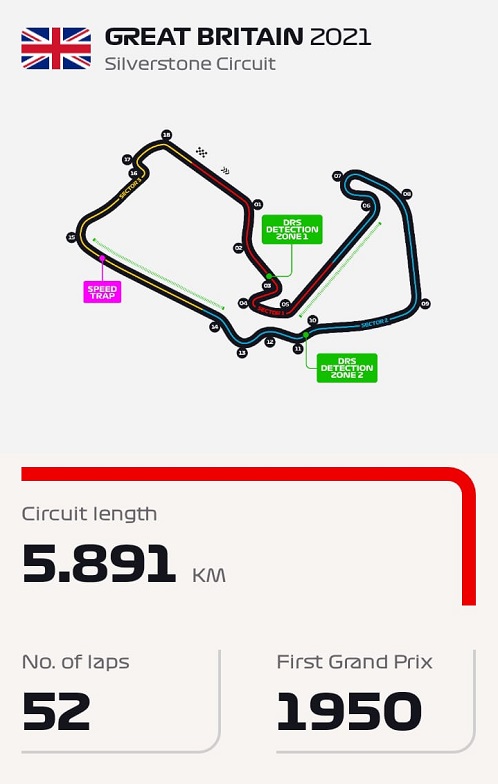 GREAT BRITAIN 2021
Silverstone Circuit
18
17
16
SECTOR 3
01
02
15
SPEED
TRAP
DRS
DETECTION
ZONE 1
03
04
05
SECTOR 1
07
06
08
09
SECTOR 2
10
11
12
13
14
DRS
DETECTION
ZONE 2
Circuit length
5.891 KM
No. of laps
52
First Grand Prix
1950